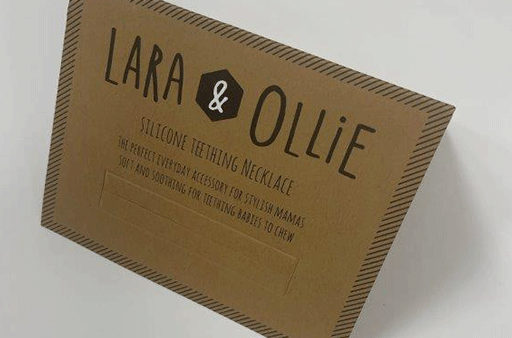 LARA & OLLiE
SILICONE TEETHING NECKLACE
THE PERFECT EVERYDAY ACCESSORY FOR STYLISH MAMAS
SOFT AND SOOTHING FOR TEETHING BABIES TO CHEW